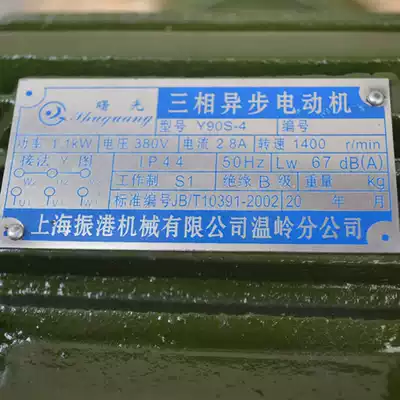 曙光 三相异步电动机
Shuguang 型号 Y90S-4 编号
功率 1.1kW 电压 380V 电流 2.8A 转速 1400 r/min
接法 Y 图 IP44 50Hz Lw 67 dB(A)
工作制 S1 绝缘 B 级 重量 kg
U1 V1 W1 标准编号JB/T10391-2002 20 年 月
上海振港机械有限公司温岭分公司